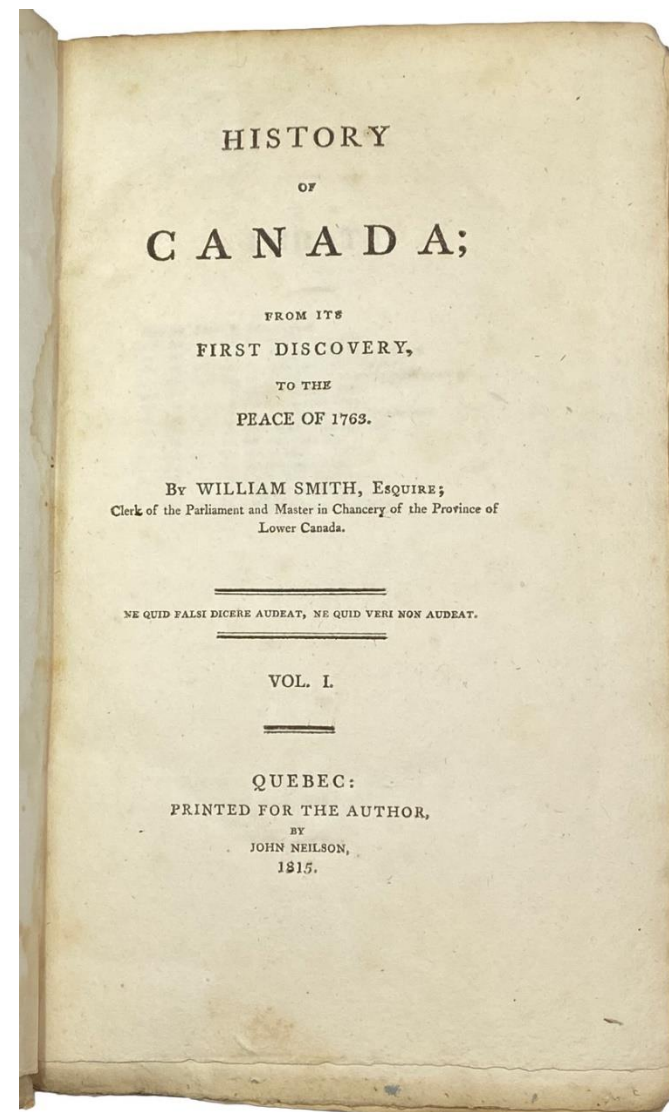 HISTORY
OF
CANADA;
FROM ITS
FIRST DISCOVERY,
TO THE
PEACE OF 1763.
By WILLIAM SMITH, Esquire;
Clerk of the Parliament and Master in Chancery of the Province of
Lower Canada.
NE QUID FALSI DICERE AUDEAT, NE QUID VERI NON AUDEAT.
VOL. I.
QUEBEC:
PRINTED FOR THE AUTHOR,
BY
JOHN NEILSON,
1815.